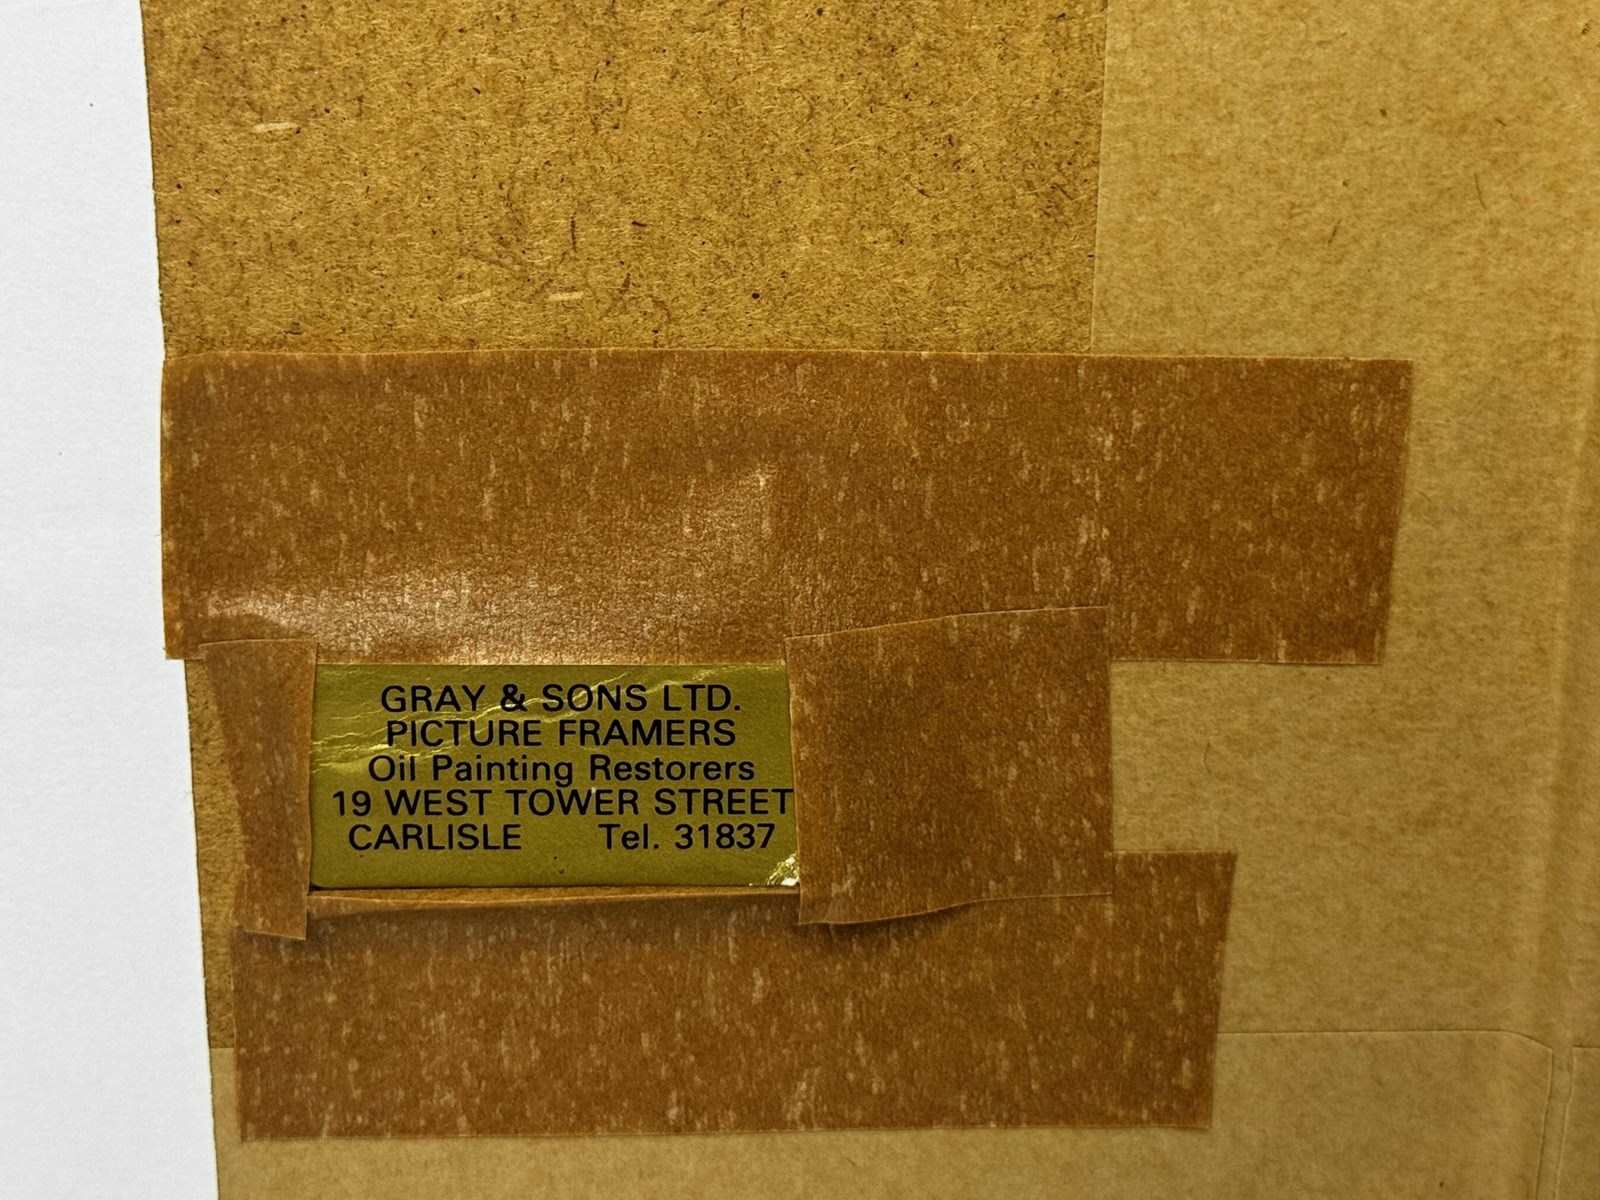 GRAY & SONS LTD.
PICTURE FRAMERS
Oil Painting Restorers
19 WEST TOWER STREET
CARLISLE Tel. 31837